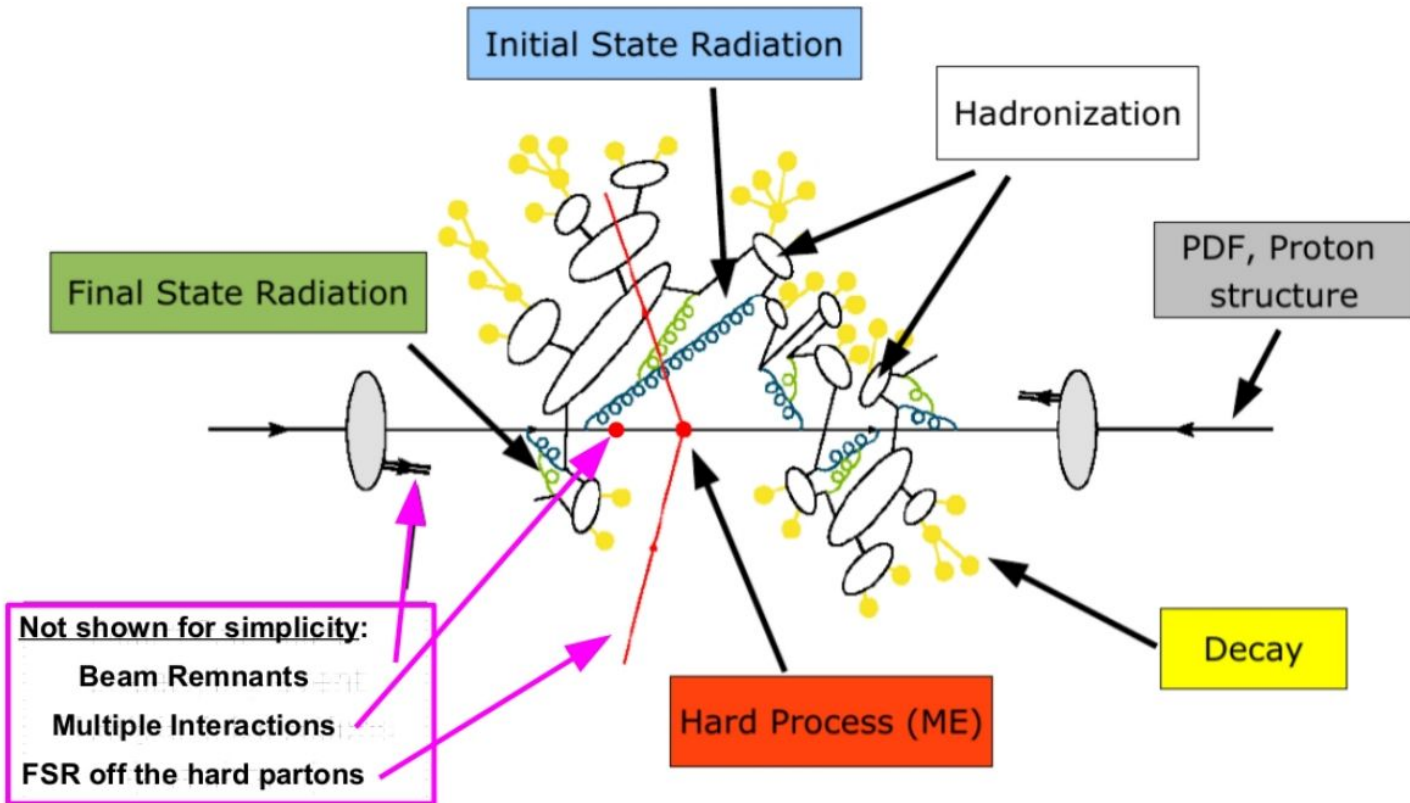 Initial State Radiation
Hadronization
PDF, Proton
structure
Final State Radiation
Not shown for simplicity:
Beam Remnants
Multiple Interactions
FSR off the hard partons
Decay
Hard Process (ME)